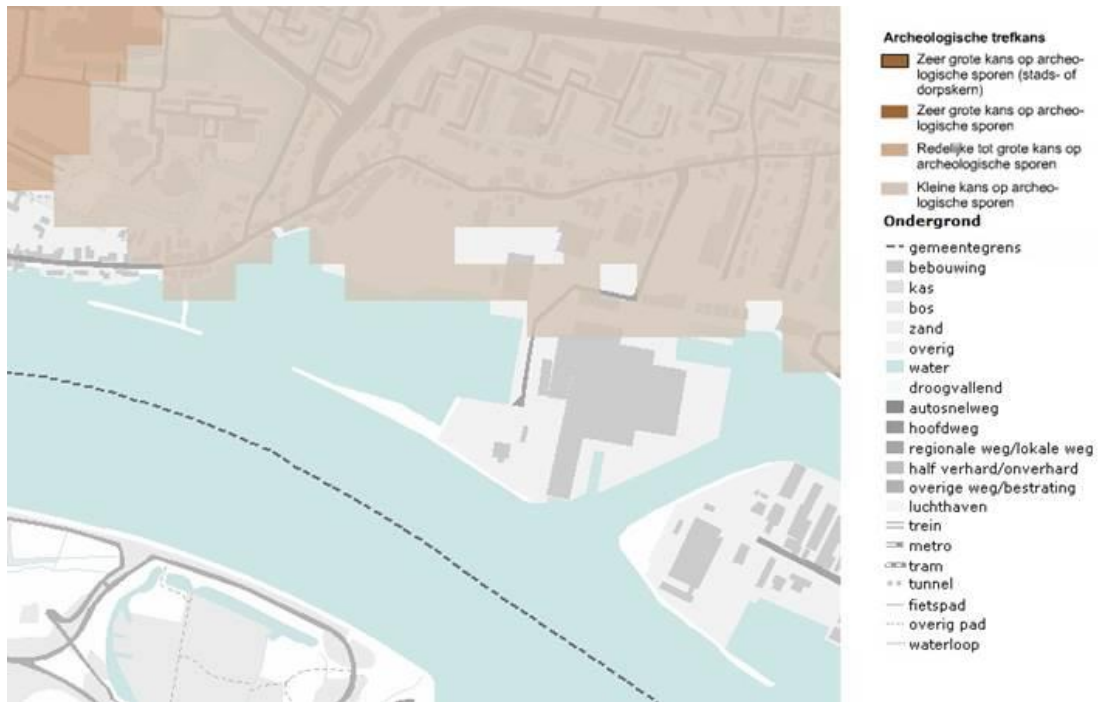 Archeologische trefkans
Zeer grote kans op archeo-
logische sporen (stads- of
dorpskern)
Zeer grote kans op archeo-
logische sporen
Redelijke tot grote kans op
archeologische sporen
Kleine kans op archeo-
logische sporen
Ondergrond
gemeentegrens
bebouwing
kas
bos
zand
overig
water
droogvallend
autosnelweg
hoofdweg
regionale weg/lokale weg
half verhard/onverhard
overige weg/bestrating
luchthaven
trein
metro
tram
tunnel
fietspad
overig pad
waterloop